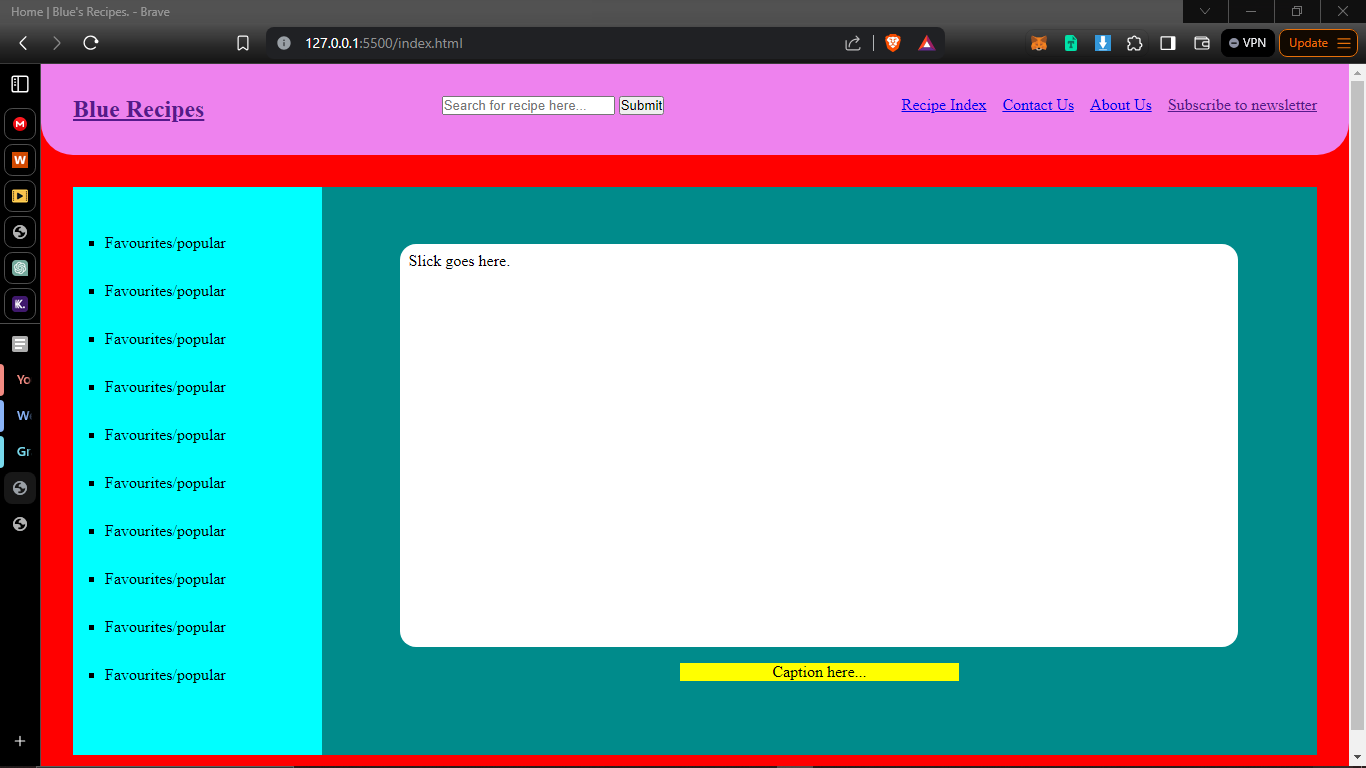 Home | Blue's Recipes. - Brave
127.0.0.1:5500/index.html
VPN
Update
Blue Recipes
Search for recipe here...
Submit
Recipe Index
Contact Us
About Us
Subscribe to newsletter
W
K.
Yo
Gr
Favourites/popular
Favourites/popular
Favourites/popular
Favourites/popular
Favourites/popular
Favourites/popular
Favourites/popular
Favourites/popular
Favourites/popular
Favourites/popular
Slick goes here.
Caption here...